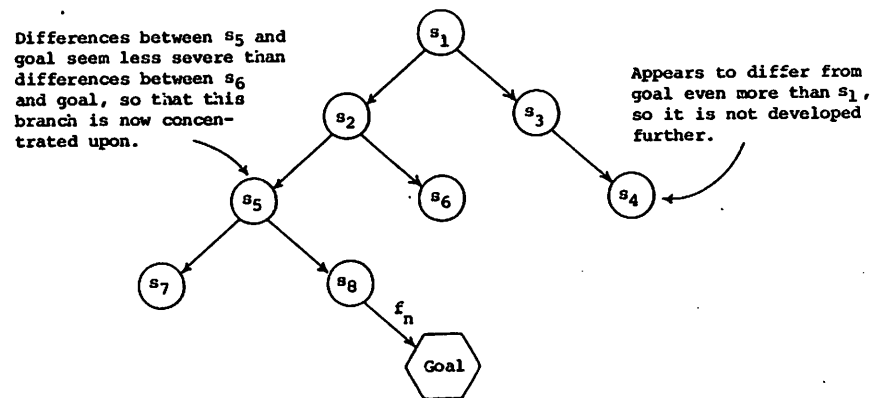 Differences between s5 and
goal seem less severe than
differences between s6
and goal, so that this
branch is now concen-
trated upon.
s1
Appears to differ from
goal even more than s1,
so it is not developed
further.
s2
s3
s5
s6
s4
s7
s8
fn
Goal